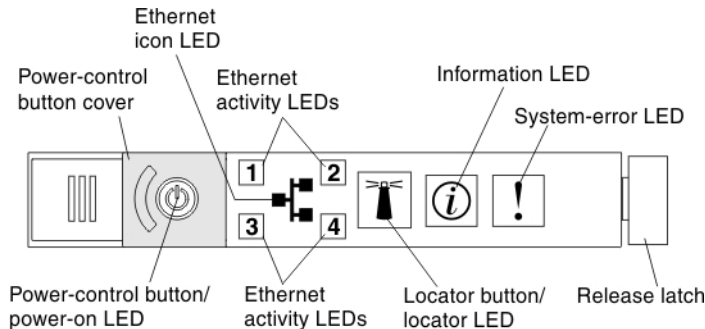 Ethernet
icon LED
Power-control
button cover
Ethernet
activity LEDs
Information LED
System-error LED
1
2
i
!
3
4
Power-control button/
power-on LED
Ethernet
activity LEDs
Locator button/
locator LED
Release latch